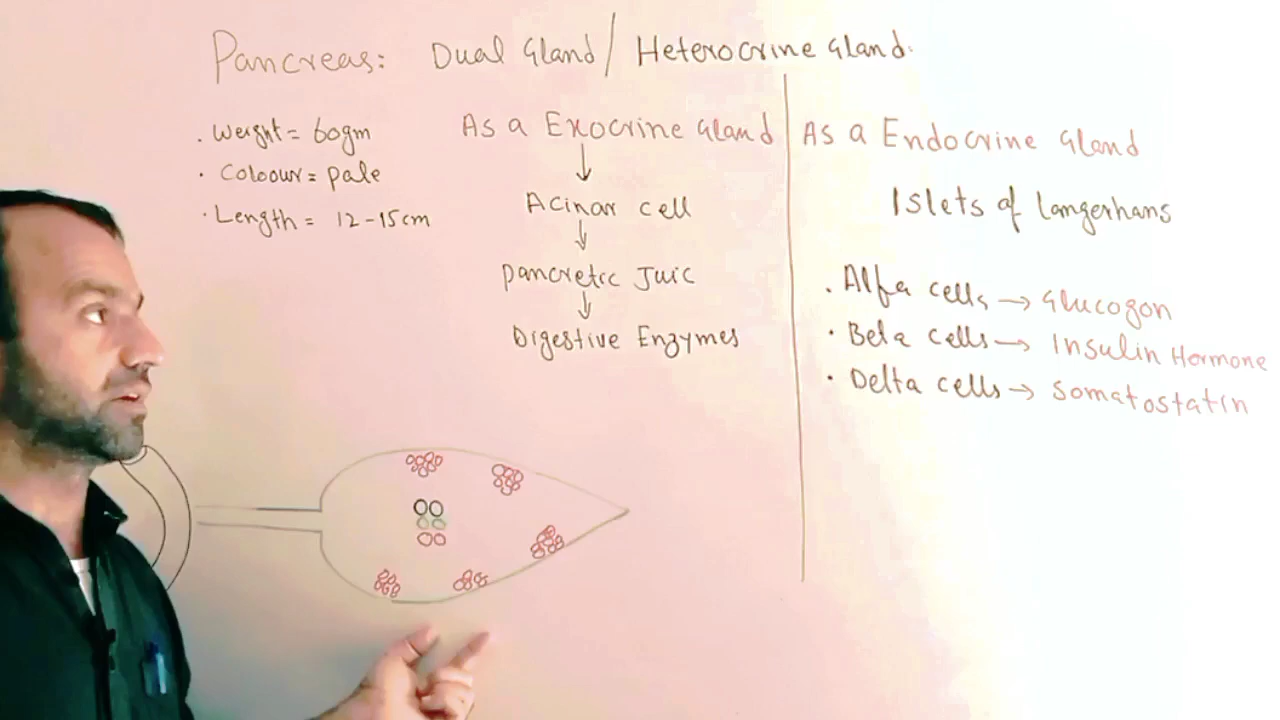 Pancreas: Dual Gland / Heterocrine Gland.
. Weight = 60gm
. Coloour = pale
. Length = 12-15cm
As a Exocrine Gland
Acinar cell
Pancretic Juic
Digestive Enzymes
As a Endocrine Gland
Islets of langerhans
. Alfa cells → Glucogon
. Beta cells → Insulin Hormone
. Delta cells → Somatostatin